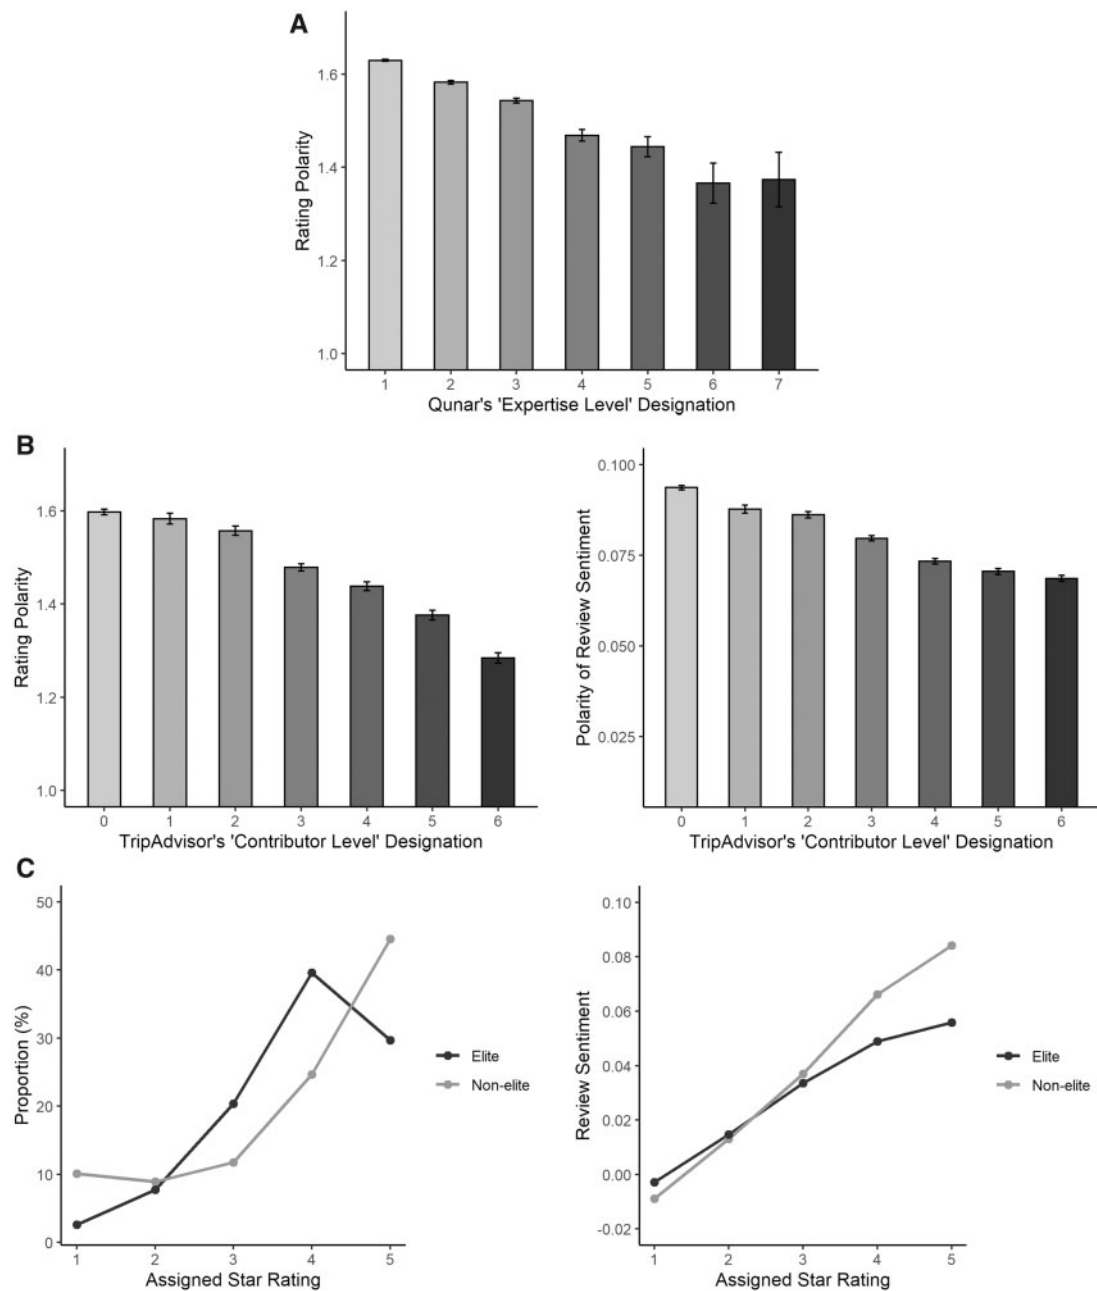 A
Rating Polarity
1.6
1.4
1.2
1.0
1 2 3 4 5 6 7
Qunar's 'Expertise Level' Designation
B
Rating Polarity
1.6
1.4
1.2
1.0
0 1 2 3 4 5 6
TripAdvisor's 'Contributor Level' Designation
Polarity of Review Sentiment
0.100
0.075
0.050
0.025
0 1 2 3 4 5 6
TripAdvisor's 'Contributor Level' Designation
C
Proportion (%)
50
40
30
20
10
0
1 2 3 4 5
Assigned Star Rating
Elite
Non-elite
Review Sentiment
0.10
0.08
0.06
0.04
0.02
0.00
-0.02
1 2 3 4 5
Assigned Star Rating
Elite
Non-elite